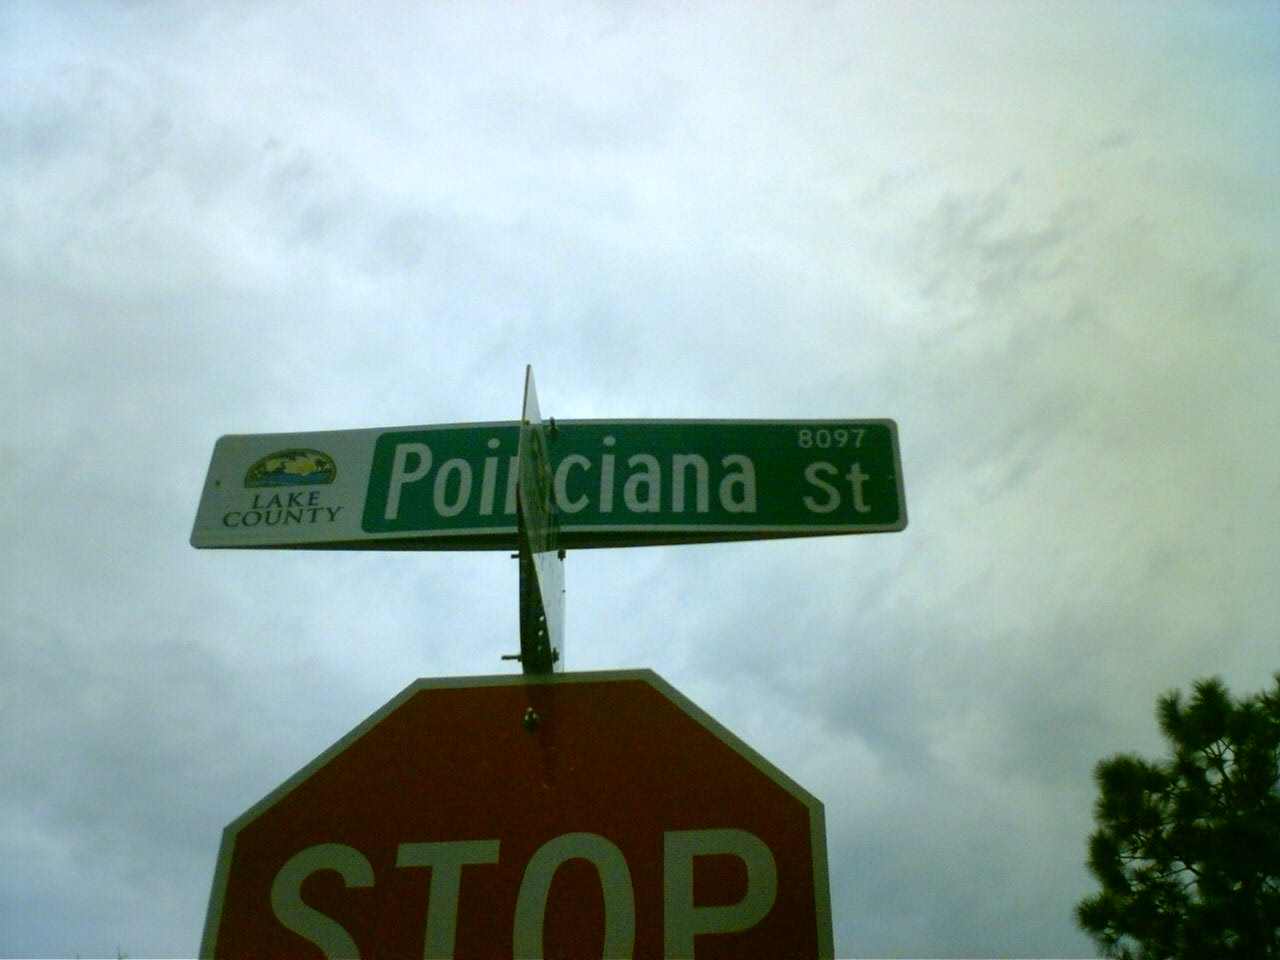 8097
Poinciana St
LAKE
COUNTY
STOP